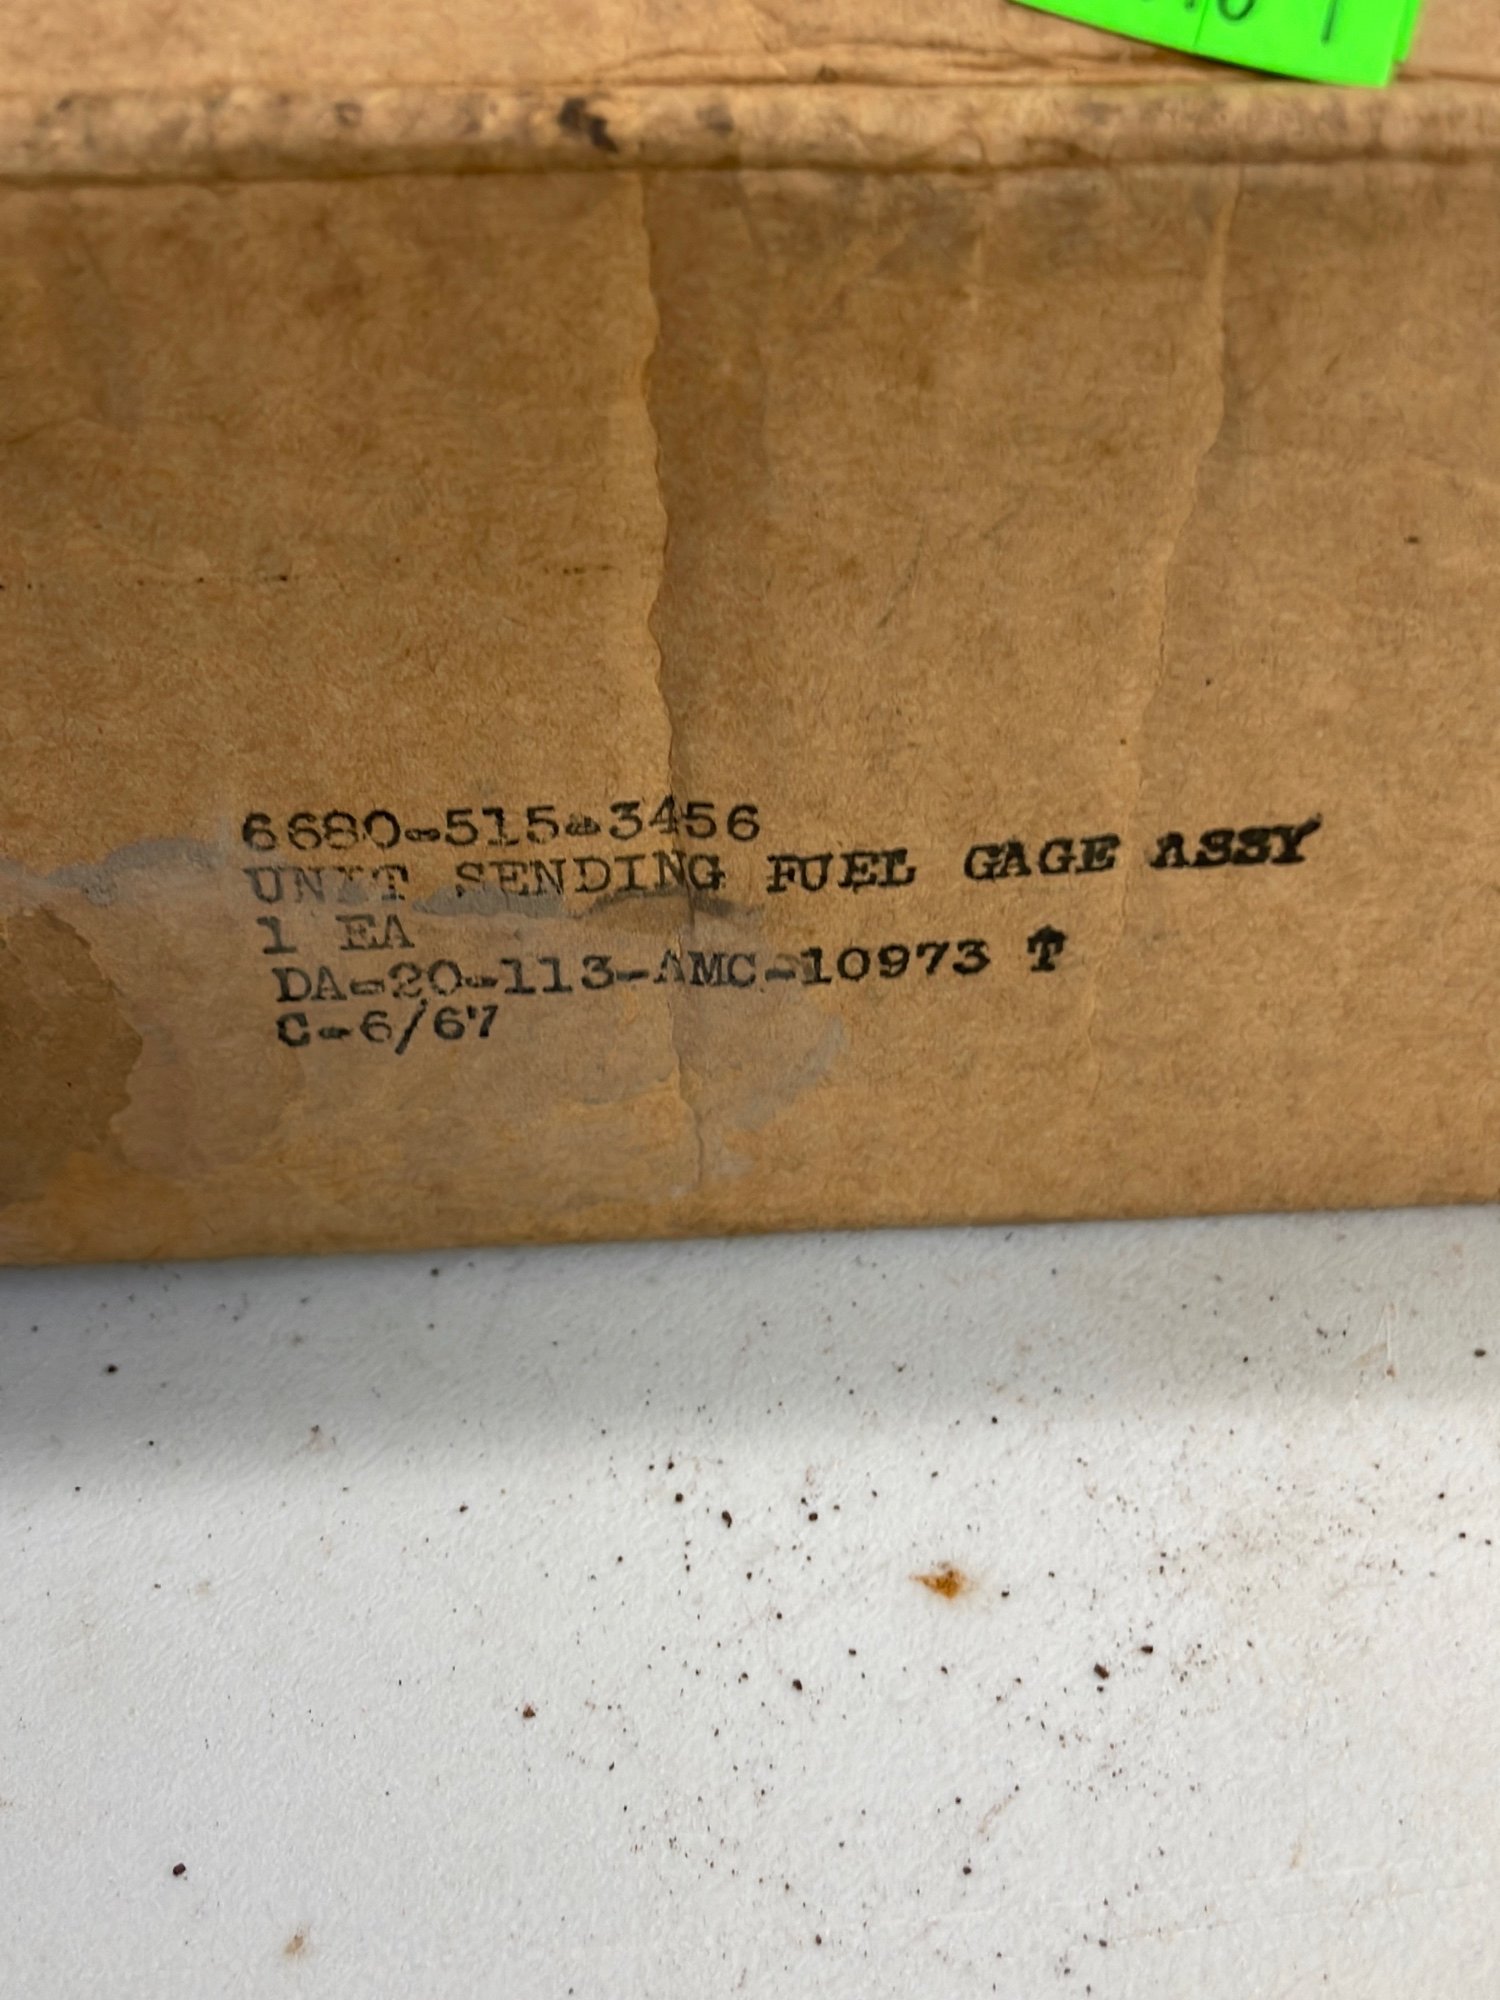 6680-515-3456
UNIT SENDING FUEL GAGE ASSY
1 EA
DA-20-113-AMC-10973 T
C-6/67